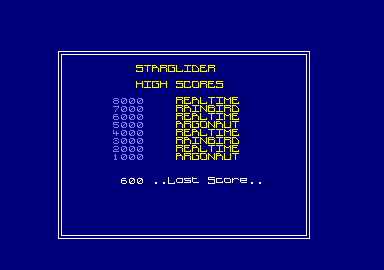 STARGLIDER
HIGH SCORES
8000 REALTIME
7000 RAINBIRD
6000 REALTIME
5000 ARGONAUT
4000 REALTIME
3000 RAINBIRD
2000 REALTIME
1000 ARGONAUT
600 ..Last Score..